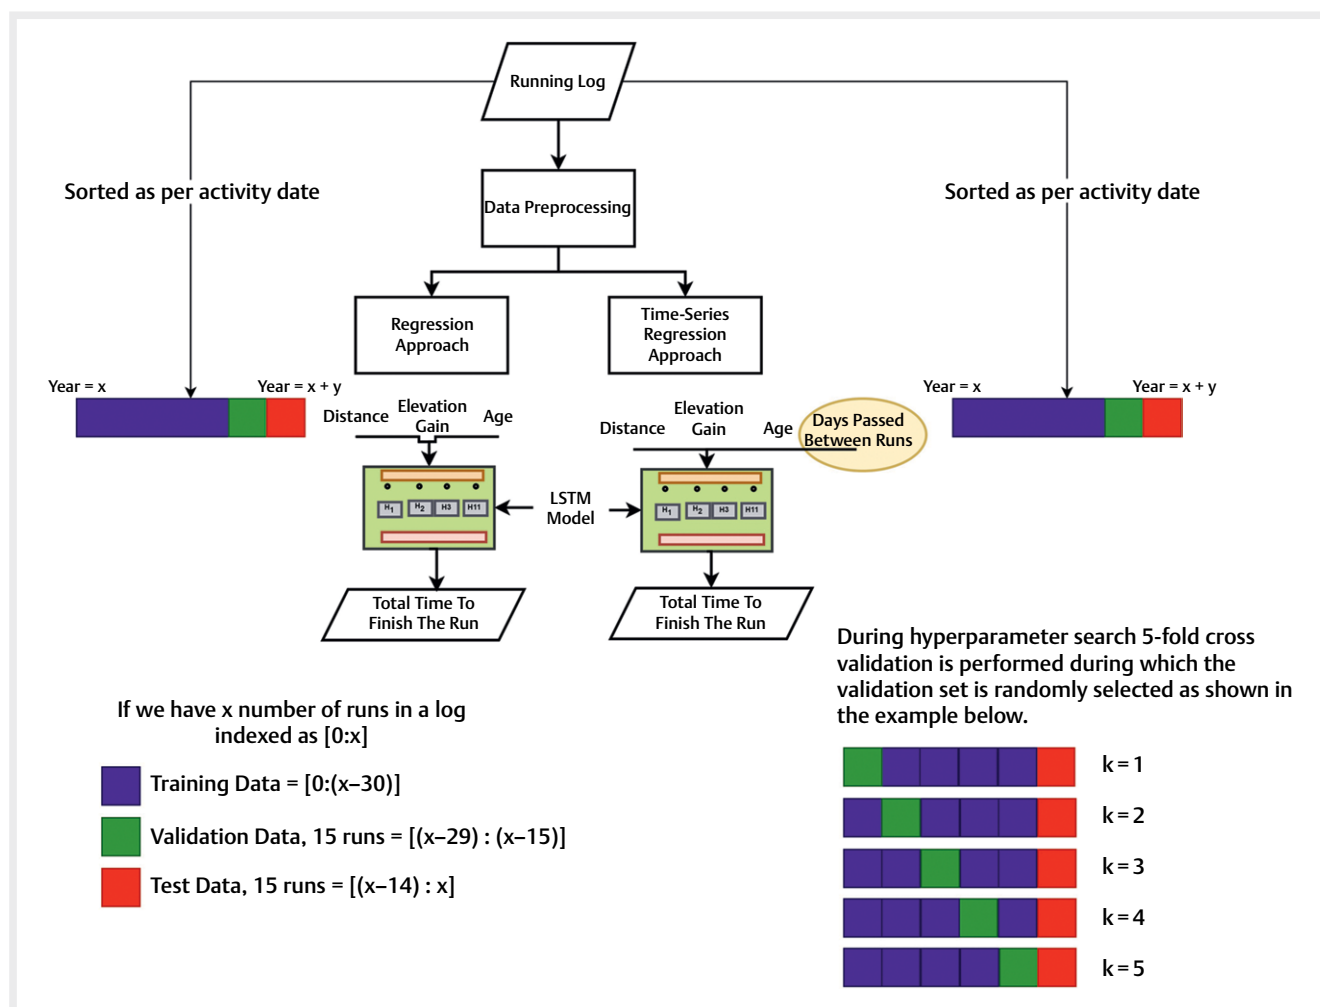 Running Log
Sorted as per activity date
Sorted as per activity date
Data Preprocessing
Regression
Approach
Time-Series
Regression
Approach
Year = x
Year = x + y
Year = x
Year = x + y
Distance
Elevation
Gain
Age
Distance
Elevation
Gain
Age
Days Passed
Between Runs
H1
H2
H3
H11
LSTM
Model
H1
H2
H3
H11
Total Time To
Finish The Run
Total Time To
Finish The Run
If we have x number of runs in a log
indexed as [0:x]
Training Data = [0:(x–30)]
Validation Data, 15 runs = [(x–29) : (x–15)]
Test Data, 15 runs = [(x–14) : x]
During hyperparameter search 5-fold cross
validation is performed during which the
validation set is randomly selected as shown in
the example below.
k = 1
k = 2
k = 3
k = 4
k = 5